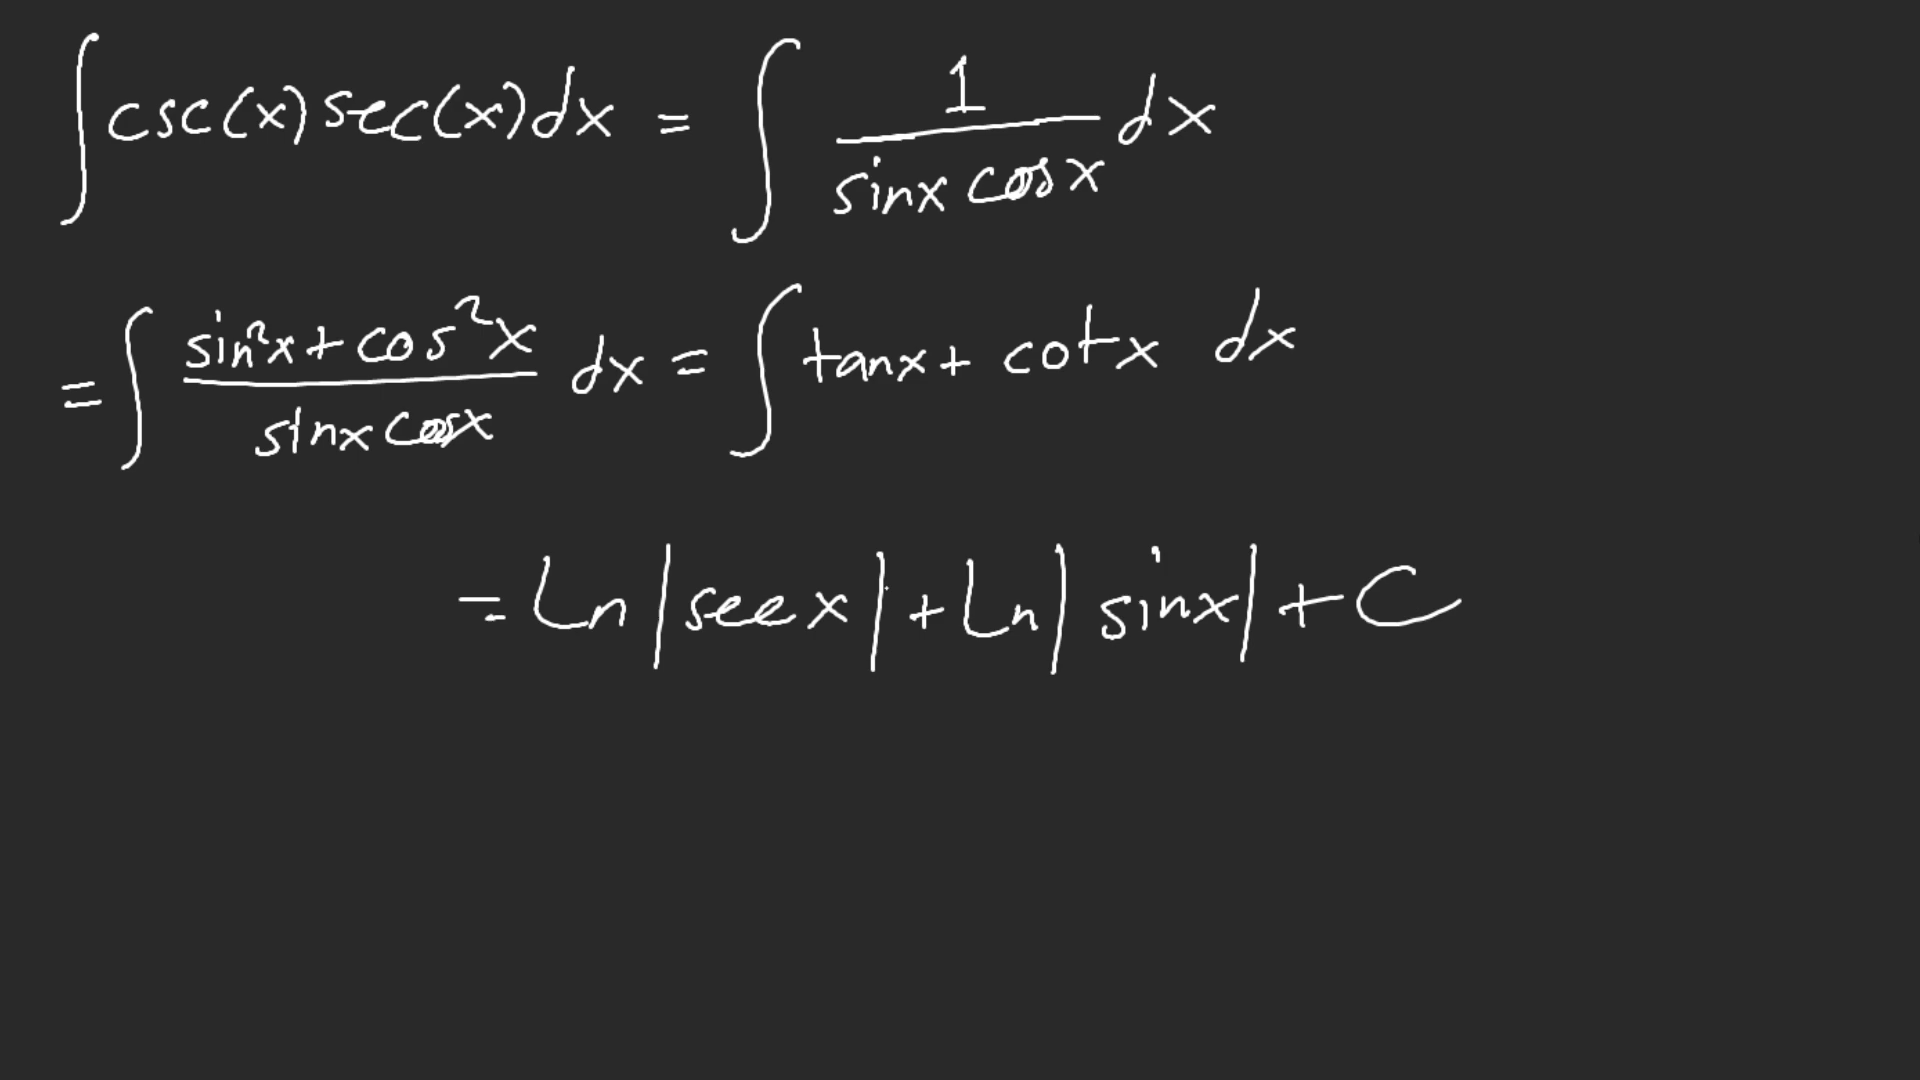 ∫csc(x)sec(x)dx = ∫ 1/(sinx cosx) dx
= ∫ (sin²x + cos²x)/(sinx cosx) dx = ∫ tanx + cotx dx
= Ln|secx| + Ln|sinx| + C